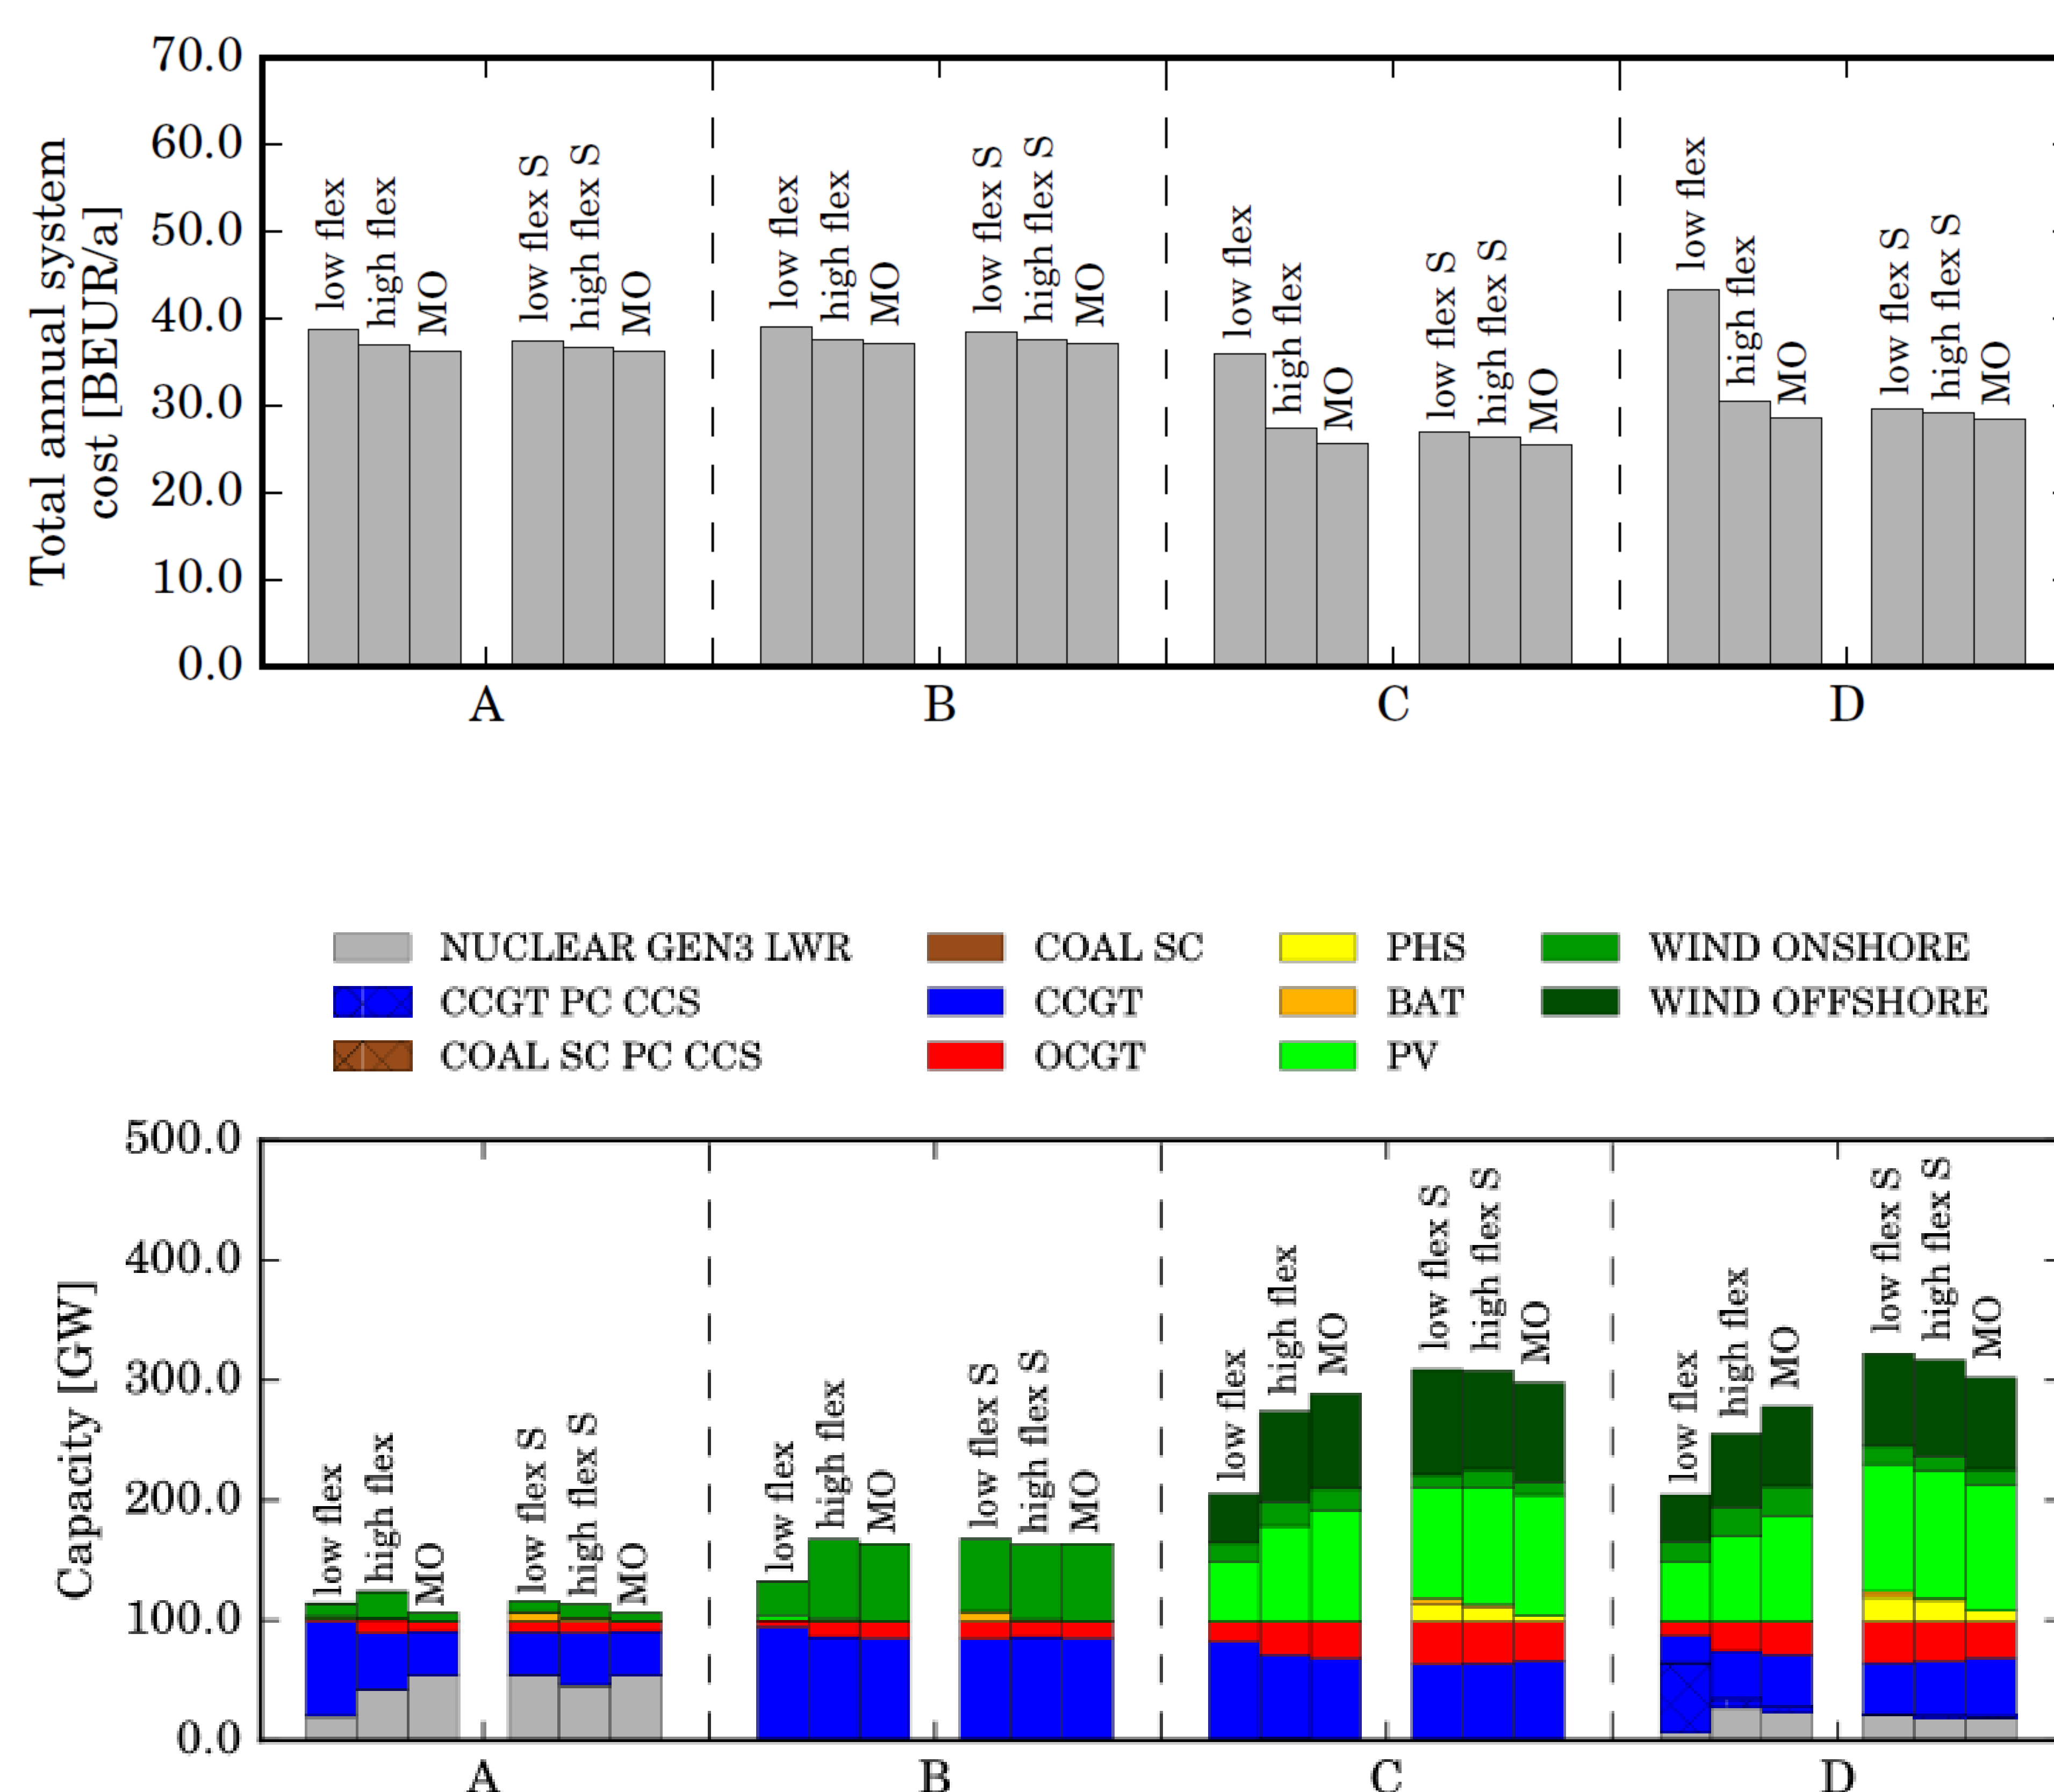 Total annual system
cost [BEUR/a]
70.0
60.0
50.0
40.0
30.0
20.0
10.0
0.0
low flex
high flex
MO
low flex S
high flex S
MO
low flex
high flex
MO
low flex S
high flex S
MO
low flex
high flex
MO
low flex S
high flex S
MO
low flex
high flex
MO
low flex S
high flex S
MO
A
B
C
D
NUCLEAR GEN3 LWR
CCGT PC CCS
COAL SC PC CCS
COAL SC
CCGT
OCGT
PHS
BAT
PV
WIND ONSHORE
WIND OFFSHORE
Capacity [GW]
500.0
400.0
300.0
200.0
100.0
0.0
low flex
high flex
MO
low flex S
high flex S
MO
low flex
high flex
MO
low flex S
high flex S
MO
low flex
high flex
MO
low flex S
high flex S
MO
low flex
high flex
MO
low flex S
high flex S
MO
A
B
C
D